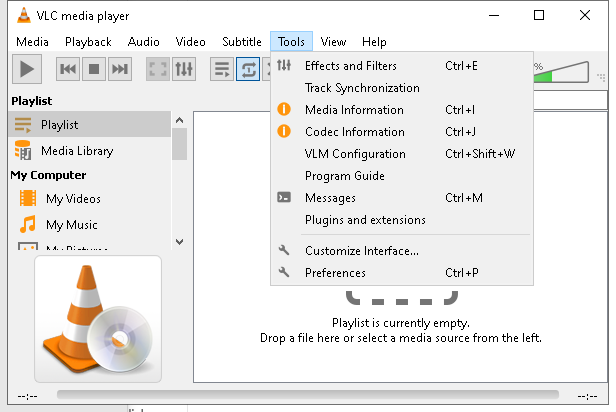 VLC media player
Media Playback Audio Video Subtitle Tools View Help
Effects and Filters Ctrl+E
Track Synchronization
Media Information Ctrl+I
Codec Information Ctrl+J
VLM Configuration Ctrl+Shift+W
Program Guide
Messages Ctrl+M
Plugins and extensions
Customize Interface...
Preferences Ctrl+P
%
Playlist
Playlist
Media Library
My Computer
My Videos
My Music
My Pictures
Playlist is currently empty.
Drop a file here or select a media source from the left.
--:-- --:--